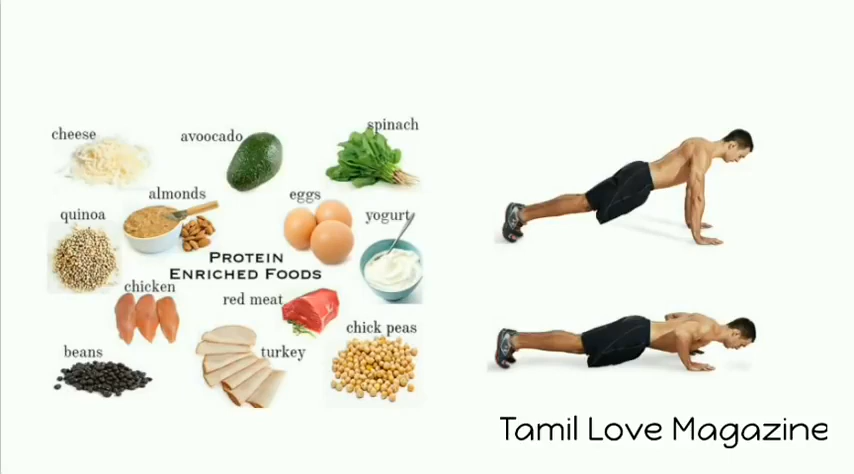 cheese
avoocado
spinach
almonds
eggs
quinoa
yogurt
PROTEIN
ENRICHED FOODS
chicken
red meat
chick peas
beans
turkey
Tamil Love Magazine